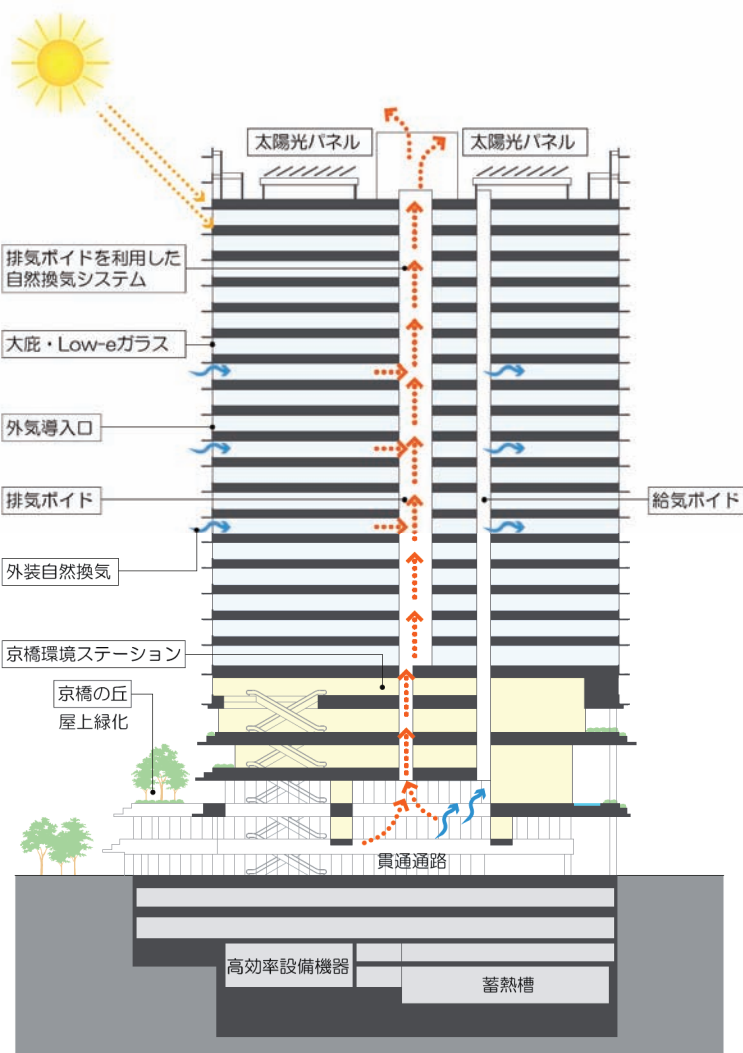 太陽光パネル
太陽光パネル
排気ボイドを利用した
自然換気システム
大庇・Low-eガラス
外気導入口
排気ボイド
給気ボイド
外装自然換気
京橋環境ステーション
京橋の丘
屋上緑化
貫通通路
高効率設備機器
蓄熱槽